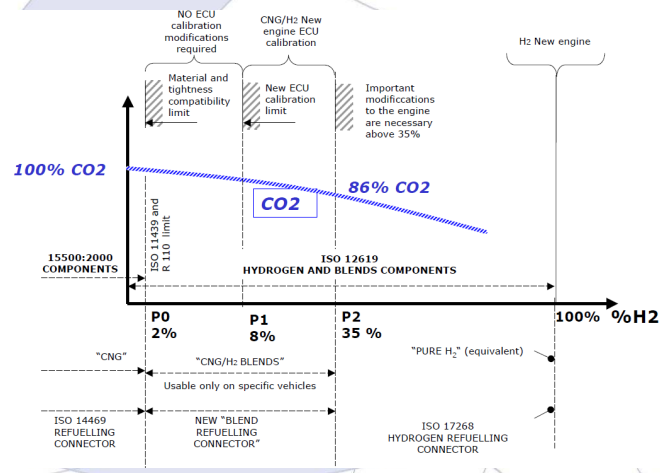 NO ECU
calibration
modifications
required
CNG/H2 New
engine ECU
calibration
H2 New engine
Material and
tightness
compatibility
limit
New ECU
calibration
limit
Important
modificcations
to the engine
are necessary
above 35%
100% CO2
86% CO2
CO2
ISO 11439 and
R 110 limit
15500:2000
COMPONENTS
ISO 12619
HYDROGEN AND BLENDS COMPONENTS
P0
2%
P1
8%
P2
35 %
100%
%H2
"CNG"
"CNG/H2 BLENDS"
"PURE H2" (equivalent)
Usable only on specific vehicles
ISO 14469
REFUELLING
CONNECTOR
NEW "BLEND
REFUELLING
CONNECTOR"
ISO 17268
HYDROGEN REFUELLING
CONNECTOR